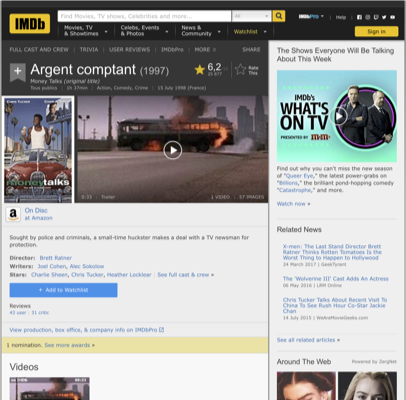 IMDb
Find Movies, TV shows, Celebrities and more...
All
IMDbPro
Help
Movies, TV
& Showtimes
Celebs, Events
& Photos
News &
Community
Watchlist
Sign in
FULL CAST AND CREW | TRIVIA | USER REVIEWS | IMDbPro | MORE
SHARE
Argent comptant (1997)
Money Talks (original title)
Tous publics | 1h 37min | Action, Comedy, Crime | 15 July 1998 (France)
6,2
Rate
This
CHRIS TUCKER
CHARLIE SHEEN
money talks
0:33 | Trailer
1 VIDEO | 57 IMAGES
On Disc
at Amazon
Sought by police and criminals, a small-time huckster makes a deal with a TV newsman for
protection.
Director: Brett Ratner
Writers: Joel Cohen, Alec Sokolow
Stars: Charlie Sheen, Chris Tucker, Heather Locklear | See full cast & crew »
+ Add to Watchlist
Reviews
43 user | 31 critic
View production, box office, & company info on IMDbPro
1 nomination. See more awards »
Videos
The Shows Everyone Will Be Talking
About This Week
IMDb's
WHAT'S
ON TV
PRESENTED BY m&m's
Find out why you can't miss the new season
of "Queer Eye," the latest power-grabs on
"Billions," the brilliant pond-hopping comedy
"Catastrophe," and more.
Watch now »
Related News
X-men: The Last Stand Director Brett
Ratner Thinks Rotten Tomatoes Is the
Worst Thing to Happen to Hollywood
24 March 2017 | GeekTyrant
The 'Wolverine III' Cast Adds An Actress
06 May 2016 | LRM Online
Chris Tucker Talks About Recent Visit To
China To See Rush Hour Co-Star Jackie
Chan
14 July 2015 | WeAreMovieGeeks.com
See all related articles »
Around The Web
Powered by ZergNet